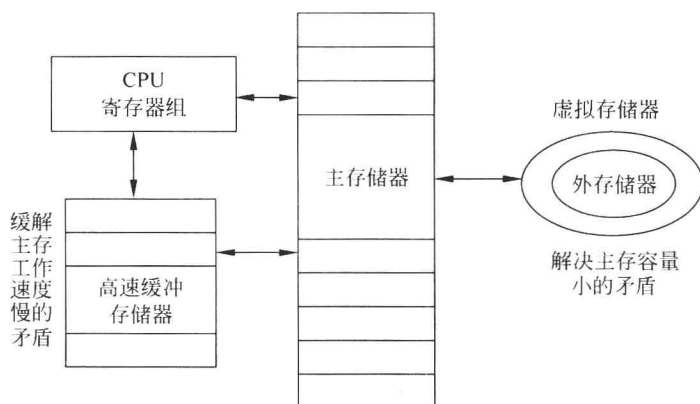 CPU
寄存器组
缓解
主存
工作
速度
慢的
矛盾
高速缓冲
存储器
主存储器
虚拟存储器
外存储器
解决主存容量
小的矛盾